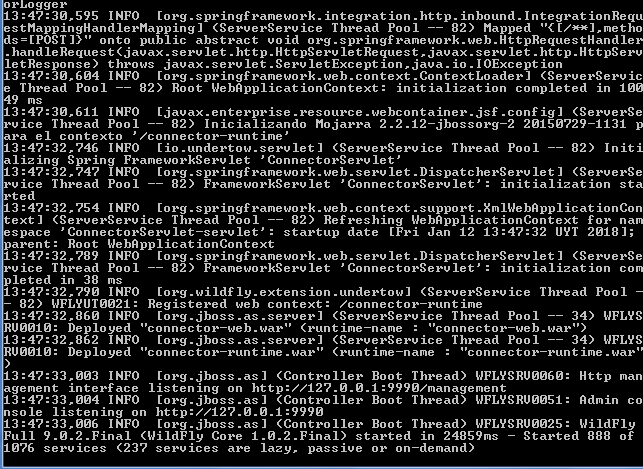 orLogger
13:47:30,595 INFO  [org.springframework.integration.http.inbound.IntegrationRequ
estMappingHandlerMapping] (ServerService Thread Pool -- 82) Mapped "{[/**],metho
ds=[POST]}" onto public abstract void org.springframework.web.HttpRequestHandler
.handleRequest(javax.servlet.http.HttpServletRequest,javax.servlet.http.HttpServ
letResponse) throws javax.servlet.ServletException,java.io.IOException
13:47:30,604 INFO  [org.springframework.web.context.ContextLoader] (ServerServic
e Thread Pool -- 82) Root WebApplicationContext: initialization completed in 100
49 ms
13:47:30,611 INFO  [javax.enterprise.resource.webcontainer.jsf.config] (ServerSe
rvice Thread Pool -- 82) Inicializando Mojarra 2.2.12-jbossorg-2 20150729-1131 p
ara el contexto '/connector-runtime'
13:47:32,746 INFO  [io.undertow.servlet] (ServerService Thread Pool -- 82) Initi
alizing Spring FrameworkServlet 'ConnectorServlet'
13:47:32,747 INFO  [org.springframework.web.servlet.DispatcherServlet] (ServerSe
rvice Thread Pool -- 82) FrameworkServlet 'ConnectorServlet': initialization sta
rted
13:47:32,754 INFO  [org.springframework.web.context.support.XmlWebApplicationCon
text] (ServerService Thread Pool -- 82) Refreshing WebApplicationContext for nam
espace 'ConnectorServlet-servlet': startup date [Fri Jan 12 13:47:32 UYT 2018];
parent: Root WebApplicationContext
13:47:32,789 INFO  [org.springframework.web.servlet.DispatcherServlet] (ServerSe
rvice Thread Pool -- 82) FrameworkServlet 'ConnectorServlet': initialization com
pleted in 38 ms
13:47:32,790 INFO  [org.wildfly.extension.undertow] (ServerService Thread Pool -
- 82) WFLYUT0021: Registered web context: /connector-runtime
13:47:32,860 INFO  [org.jboss.as.server] (ServerService Thread Pool -- 34) WFLYS
RV0010: Deployed "connector-web.war" (runtime-name : "connector-web.war")
13:47:32,862 INFO  [org.jboss.as.server] (ServerService Thread Pool -- 34) WFLYS
RV0010: Deployed "connector-runtime.war" (runtime-name : "connector-runtime.war"
)
13:47:33,003 INFO  [org.jboss.as] (Controller Boot Thread) WFLYSRV0060: Http man
agement interface listening on http://127.0.0.1:9990/management
13:47:33,004 INFO  [org.jboss.as] (Controller Boot Thread) WFLYSRV0051: Admin co
nsole listening on http://127.0.0.1:9990
13:47:33,006 INFO  [org.jboss.as] (Controller Boot Thread) WFLYSRV0025: WildFly
Full 9.0.2.Final (WildFly Core 1.0.2.Final) started in 24859ms - Started 888 of
1076 services (237 services are lazy, passive or on-demand)